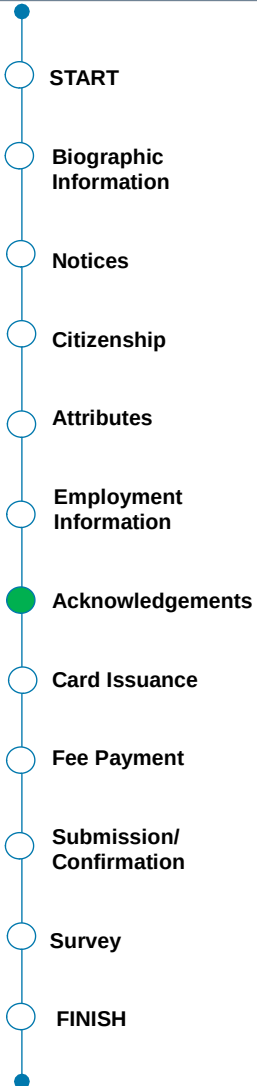 START
Biographic
Information
Notices
Citizenship
Attributes
Employment
Information
Acknowledgements
Card Issuance
Fee Payment
Submission/
Confirmation
Survey
FINISH